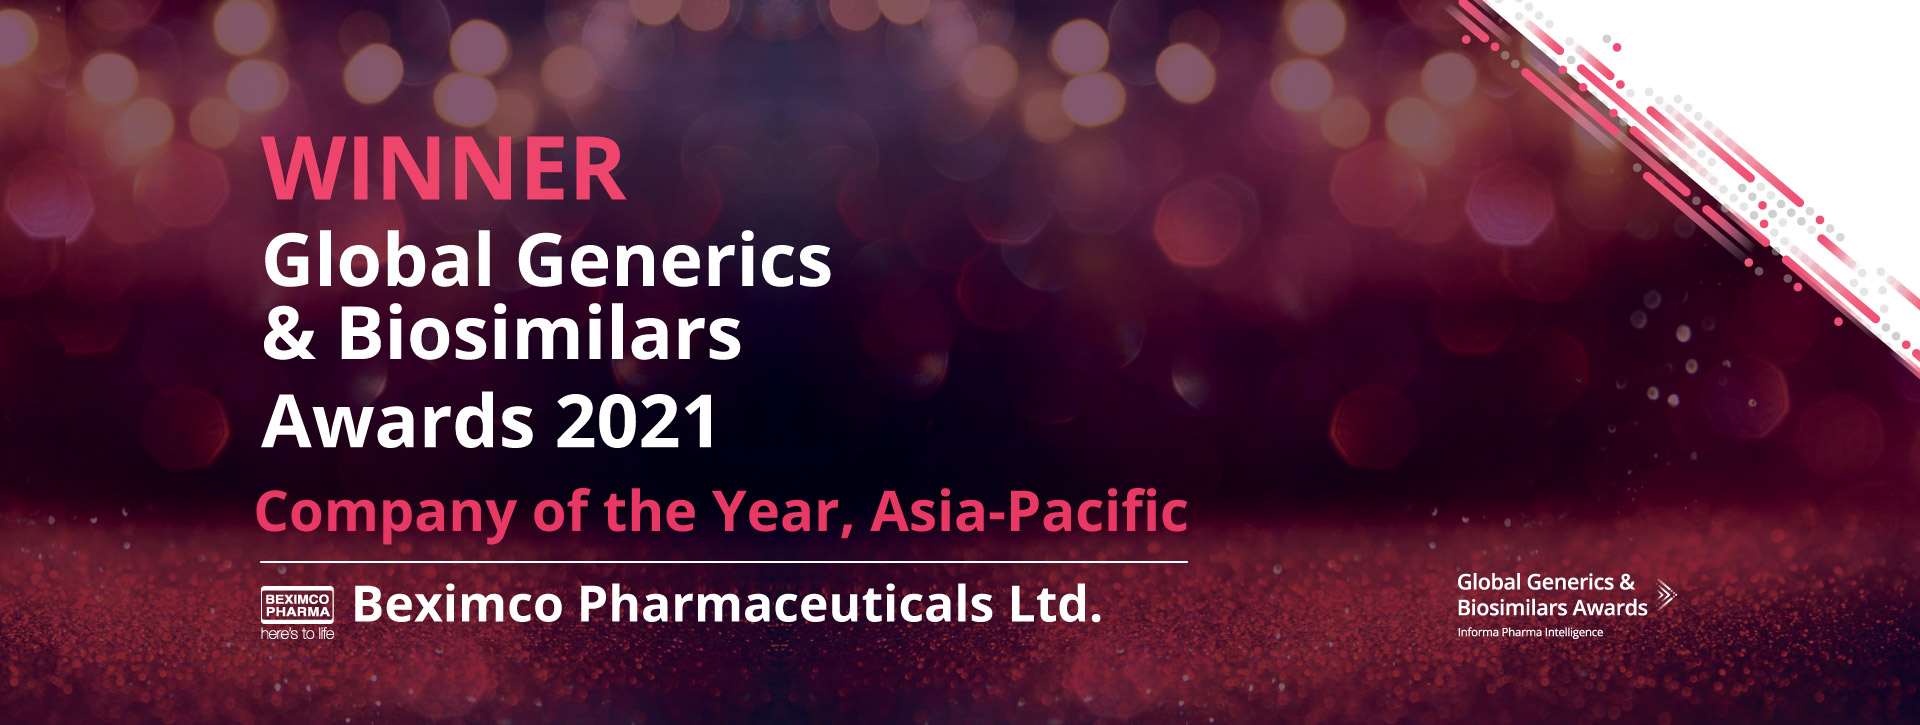 WINNER
Global Generics
& Biosimilars
Awards 2021
Company of the Year, Asia-Pacific
BEXIMCO
PHARMA
here's to life
Beximco Pharmaceuticals Ltd.
Global Generics &
Biosimilars Awards
Informa Pharma Intelligence